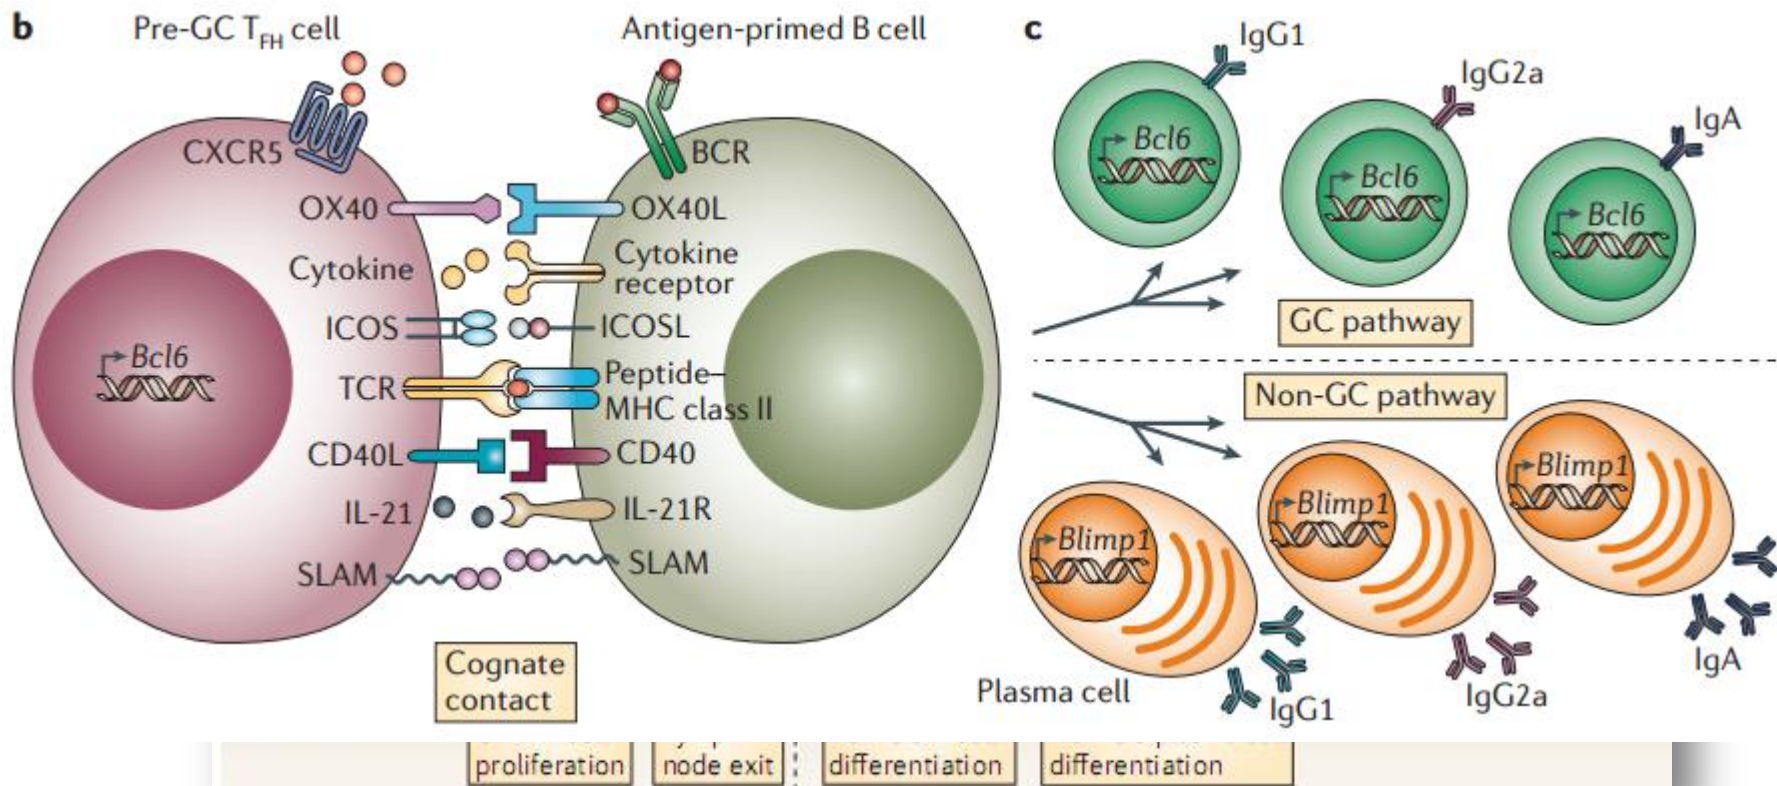 b
Pre-GC TFH cell
Antigen-primed B cell
CXCR5
BCR
OX40
OX40L
Cytokine
Cytokine
receptor
ICOS
ICOSL
Bcl6
TCR
Peptide–
MHC class II
CD40L
CD40
IL-21
IL-21R
SLAM
SLAM
Cognate
contact
c
IgG1
IgG2a
IgA
Bcl6
Bcl6
Bcl6
GC pathway
Non-GC pathway
Blimp1
Blimp1
Blimp1
Plasma cell
IgG1
IgG2a
IgA
proliferation
node exit
differentiation
differentiation